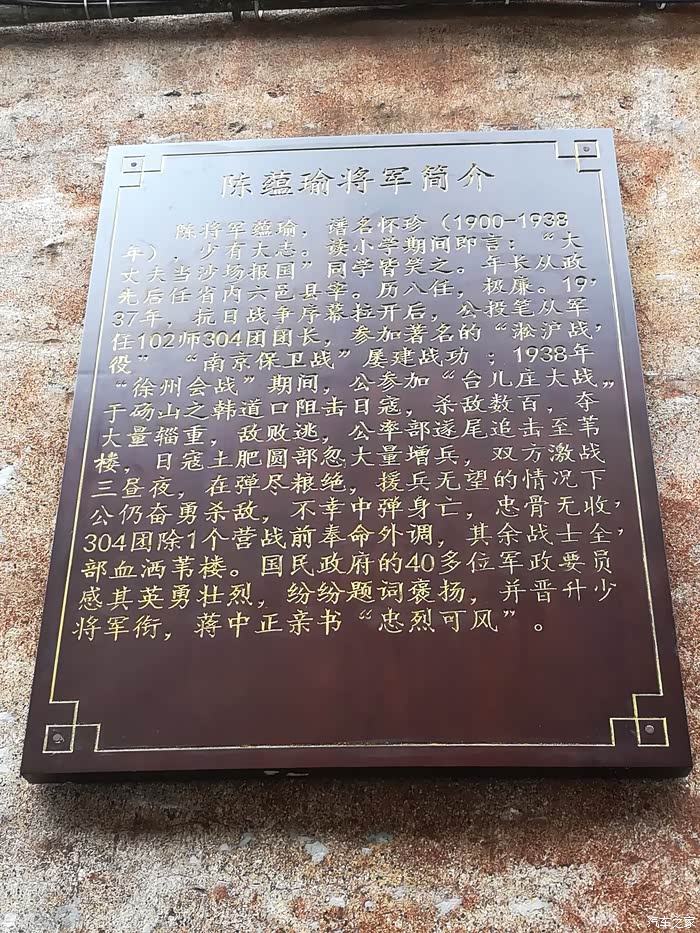 陈蕴瑜将军简介
陈将军蕴瑜，谱名怀珍（1900-1938
年），少有大志。读小学期间即言：“大
丈夫当沙场报国”同学皆笑之。年长从政，
先后任省内六邑县宰。历八任，极廉。19
37年，抗日战争序幕拉开后，公投笔从军，
任102师304团团长，参加著名的“淞沪战
役”“南京保卫战”屡建战功；1938年
“徐州会战”期间，公参加“台儿庄大战”
于砀山之韩道口阻击日寇，杀敌数百，夺
大量辎重，敌败逃，公率部遂尾追击至苇
楼，日寇土肥圆部忽大量增兵，双方激战
三昼夜，在弹尽粮绝，援兵无望的情况下
公仍奋勇杀敌，不幸中弹身亡，忠骨无收，
304团除1个营战前奉命外调，其余战士全
部血洒苇楼。国民政府的40多位军政要员
感其英勇壮烈，纷纷题词褒扬，并晋升少
将军衔，蒋中正亲书“忠烈可风”。
汽车之家